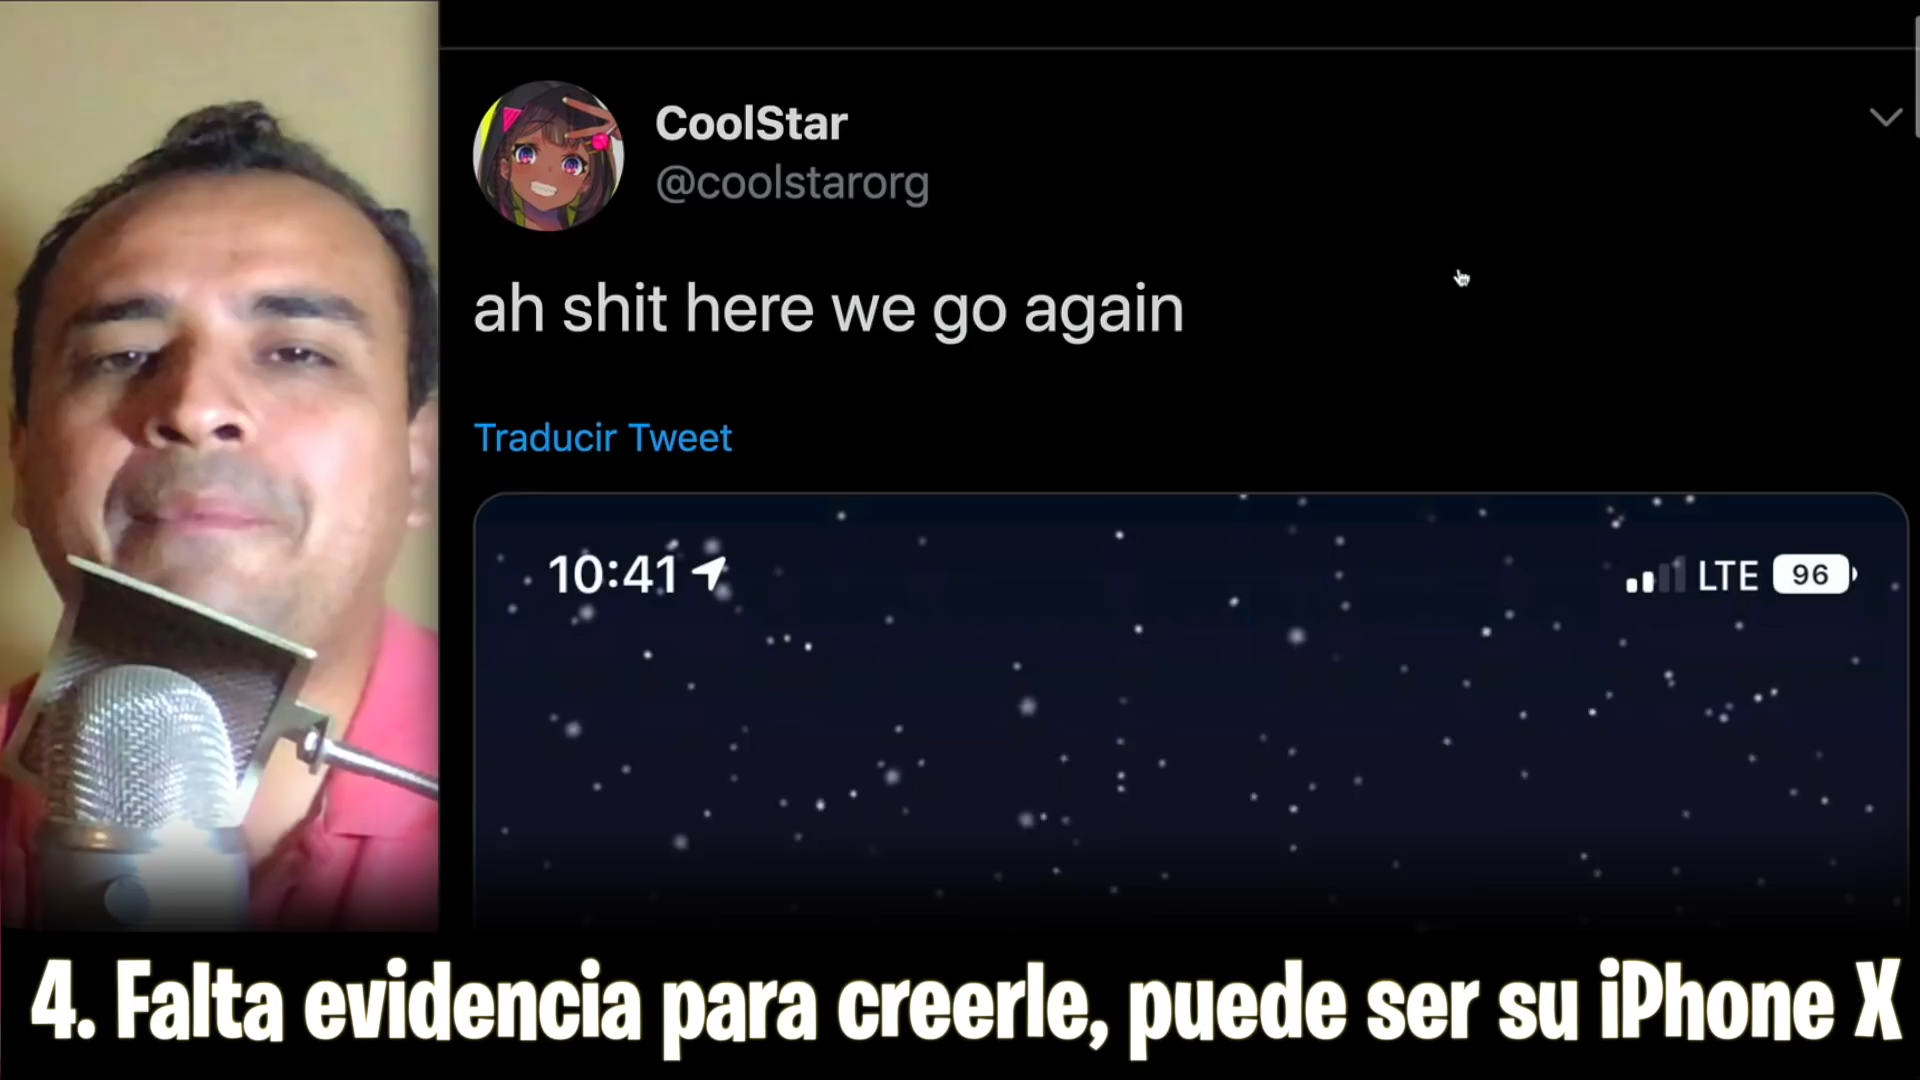 CoolStar
@coolstarorg
ah shit here we go again
Traducir Tweet
10:41
LTE 96
4. Falta evidencia para creerle, puede ser su iPhone X